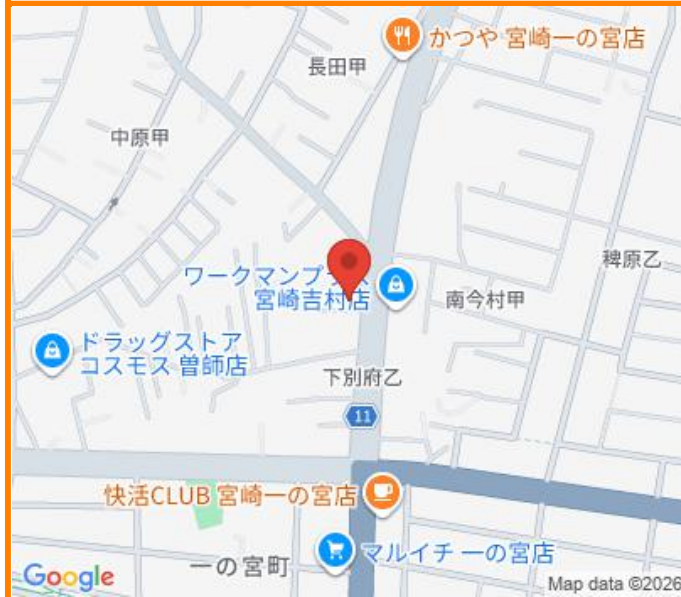 かつや 宮崎一の宮店
長田甲
中原甲
稗原乙
ワークマンプラス
宮崎吉村店
南今村甲
ドラッグストア
コスモス 曽師店
下別府乙
11
快活CLUB 宮崎一の宮店
一の宮町
マルイチ 一の宮店
Google
Map data ©2026